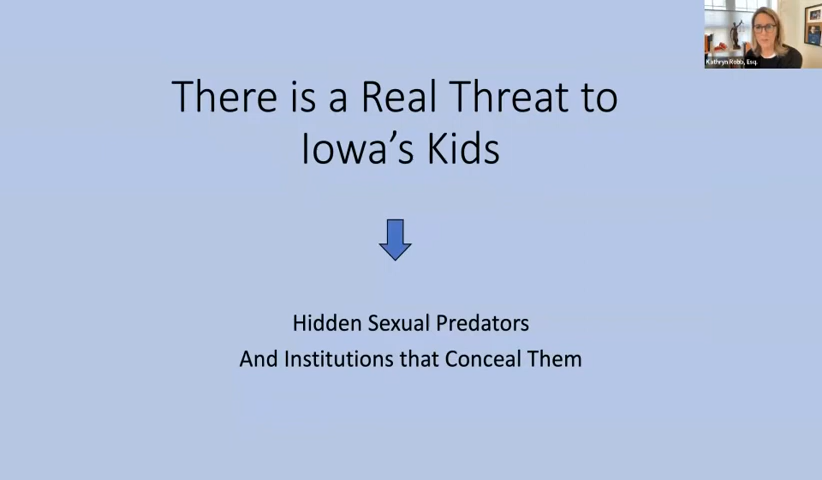 Kathryn Robb, Esq.
There is a Real Threat to
Iowa's Kids
Hidden Sexual Predators
And Institutions that Conceal Them